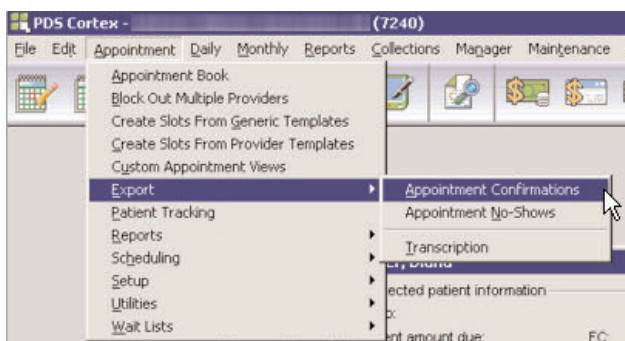 PDS Cortex - (7240)
File Edit Appointment Daily Monthly Reports Collections Manager Maintenance
Appointment Book
Block Out Multiple Providers
Create Slots From Generic Templates
Create Slots From Provider Templates
Custom Appointment Views
Export
Appointment Confirmations
Patient Tracking
Appointment No-Shows
Reports
Transcription
Scheduling
Setup
ected patient information
Utilities
Wait Lists
nt amount due: FC: